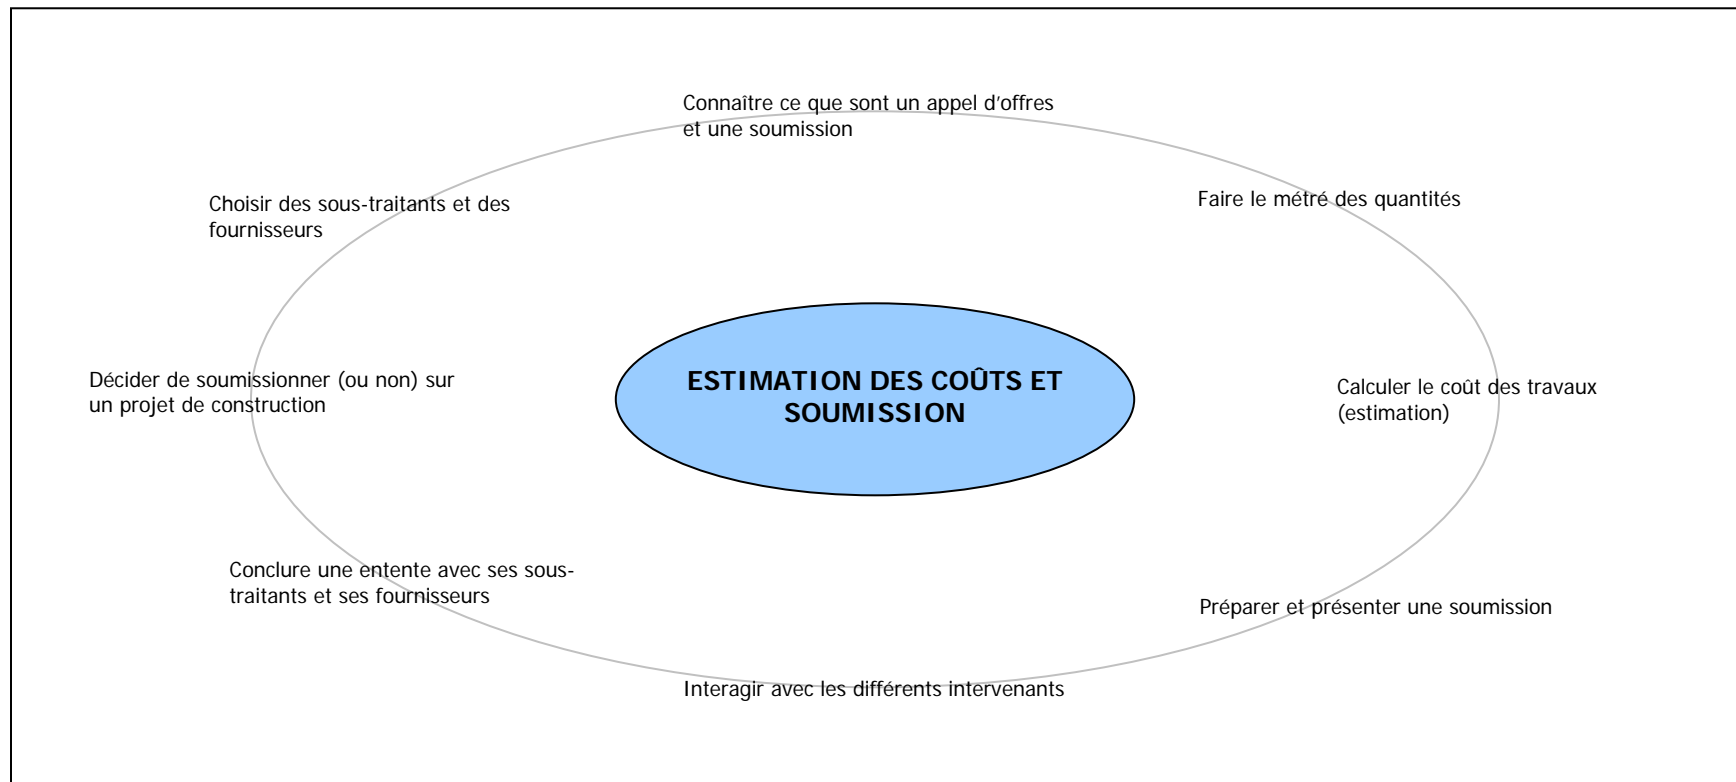 Connaître ce que sont un appel d'offres
et une soumission
Choisir des sous-traitants et des
fournisseurs
Faire le métré des quantités
Décider de soumissionner (ou non) sur
un projet de construction
ESTIMATION DES COÛTS ET
SOUMISSION
Calculer le coût des travaux
(estimation)
Conclure une entente avec ses sous-
traitants et ses fournisseurs
Préparer et présenter une soumission
Interagir avec les différents intervenants